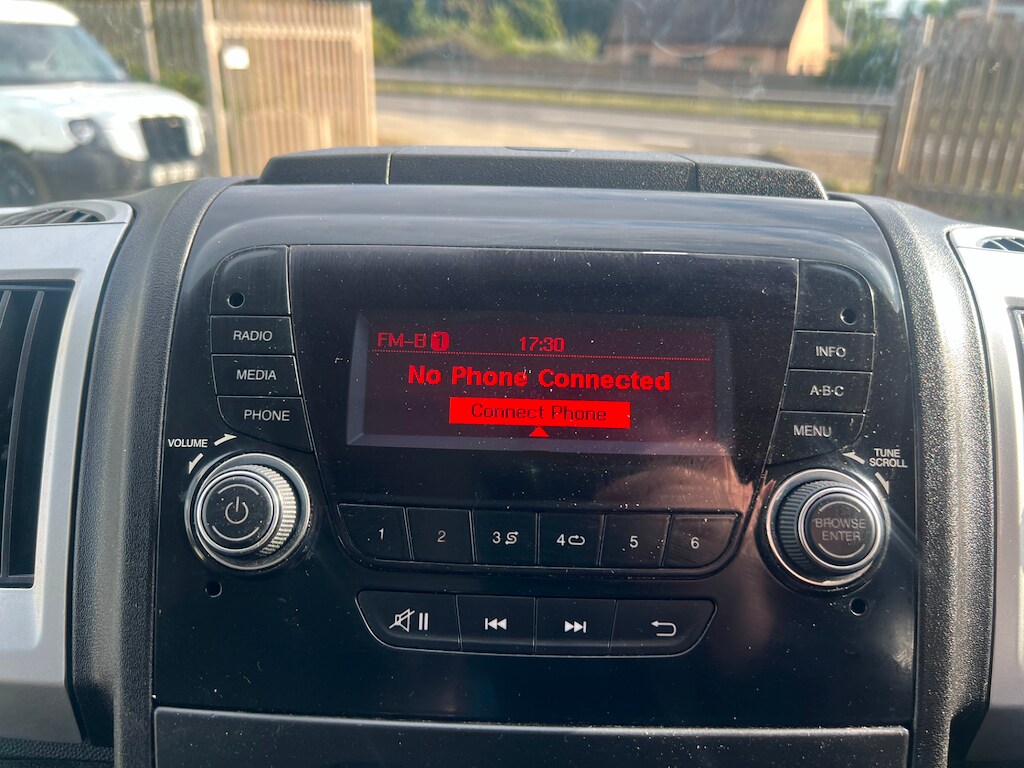 FM-B 1 17:30
No Phone Connected
Connect Phone
RADIO
MEDIA
PHONE
INFO
A·B·C
MENU
VOLUME
TUNE
SCROLL
BROWSE
ENTER
1 2 3 4 5 6